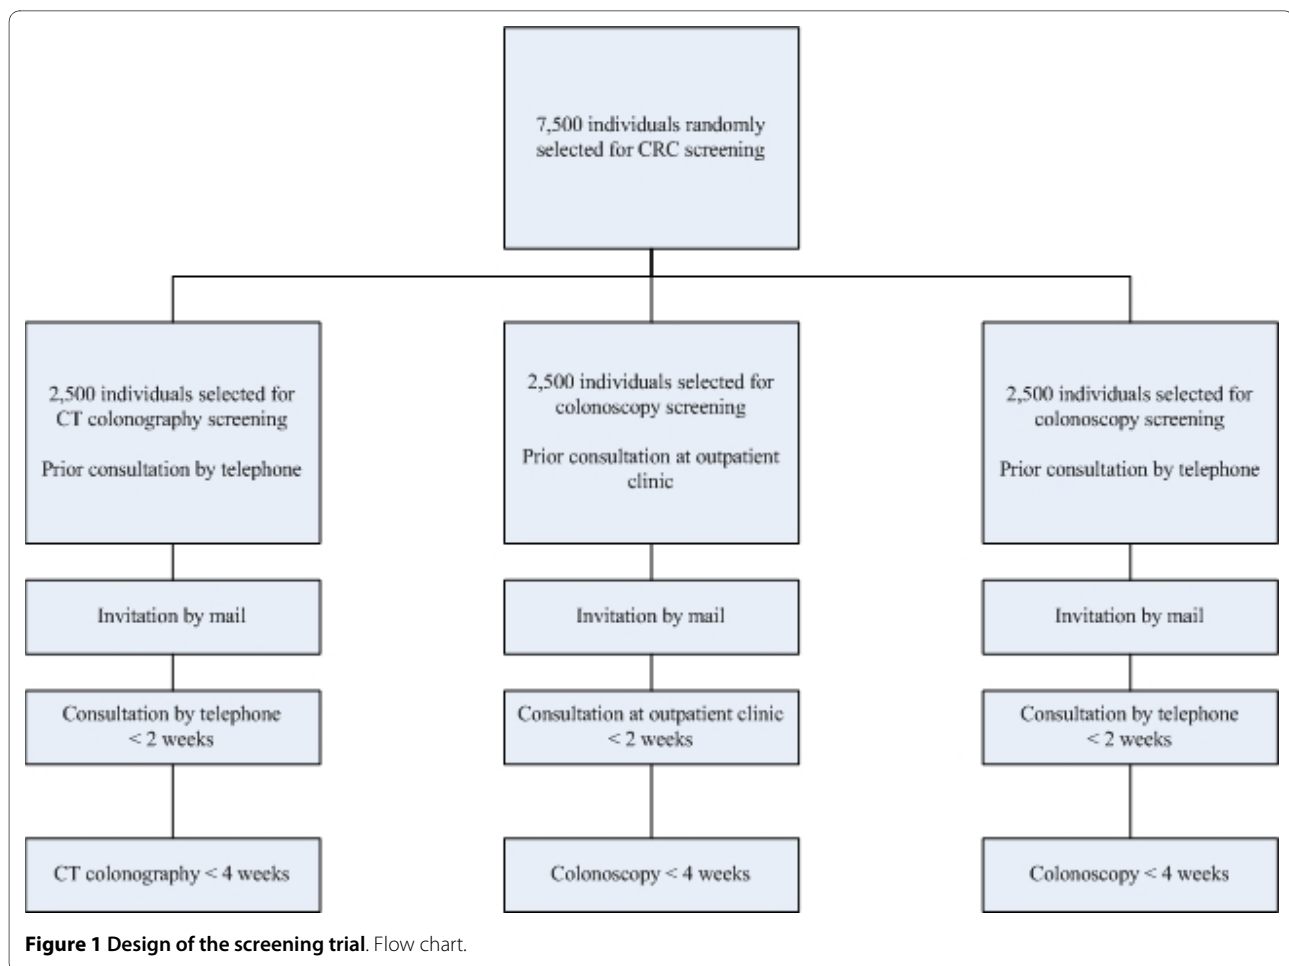 7,500 individuals randomly
selected for CRC screening
2,500 individuals selected for
CT colonography screening
Prior consultation by telephone
2,500 individuals selected for
colonoscopy screening
Prior consultation at outpatient
clinic
2,500 individuals selected for
colonoscopy screening
Prior consultation by telephone
Invitation by mail
Invitation by mail
Invitation by mail
Consultation by telephone
< 2 weeks
Consultation at outpatient clinic
< 2 weeks
Consultation by telephone
< 2 weeks
CT colonography < 4 weeks
Colonoscopy < 4 weeks
Colonoscopy < 4 weeks
Figure 1 Design of the screening trial. Flow chart.